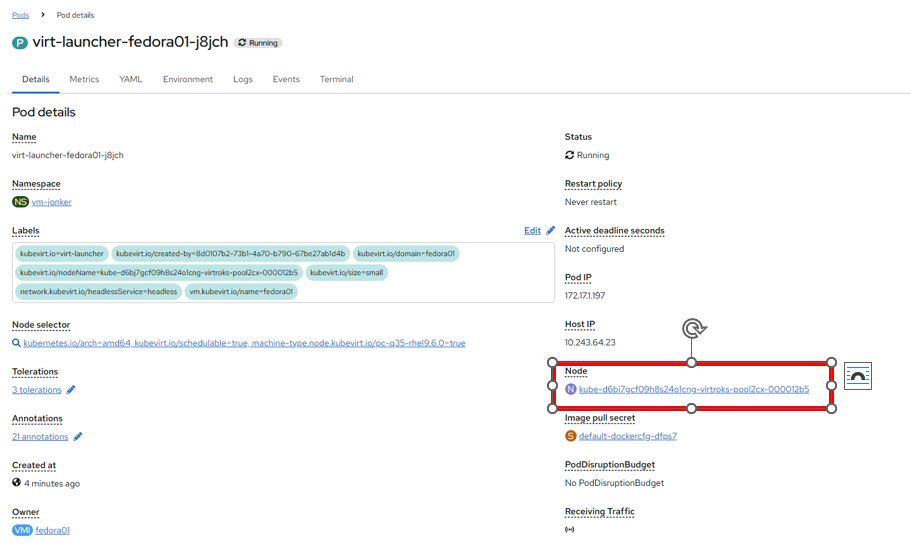 Pods > Pod details
P virt-launcher-fedora01-j8jch Running
Details Metrics YAML Environment Logs Events Terminal
Pod details
Name
virt-launcher-fedora01-j8jch
Namespace
NS vm-jonker
Labels Edit
kubevirt.io=virt-launcher kubevirt.io/created-by=8d0107b2-73b1-4a70-b790-67be27ab1d4b kubevirt.io/domain=fedora01
kubevirt.io/nodeName=kube-d6bj7gcf09h8s24o1cng-virtroks-pool2cx-000012b5 kubevirt.io/size=small
network.kubevirt.io/headlessService=headless vm.kubevirt.io/name=fedora01
Node selector
kubernetes.io/arch=amd64, kubevirt.io/schedulable=true, machine-type.node.kubevirt.io/pc-q35-rhel9.6.0=true
Tolerations
3 tolerations
Annotations
21 annotations
Created at
4 minutes ago
Owner
VMI fedora01
Status
Running
Restart policy
Never restart
Active deadline seconds
Not configured
Pod IP
172.17.1.197
Host IP
10.243.64.23
Node
N kube-d6bj7gcf09h8s24o1cng-virtroks-pool2cx-000012b5
Image pull secret
S default-dockercfg-dfps7
PodDisruptionBudget
No PodDisruptionBudget
Receiving Traffic